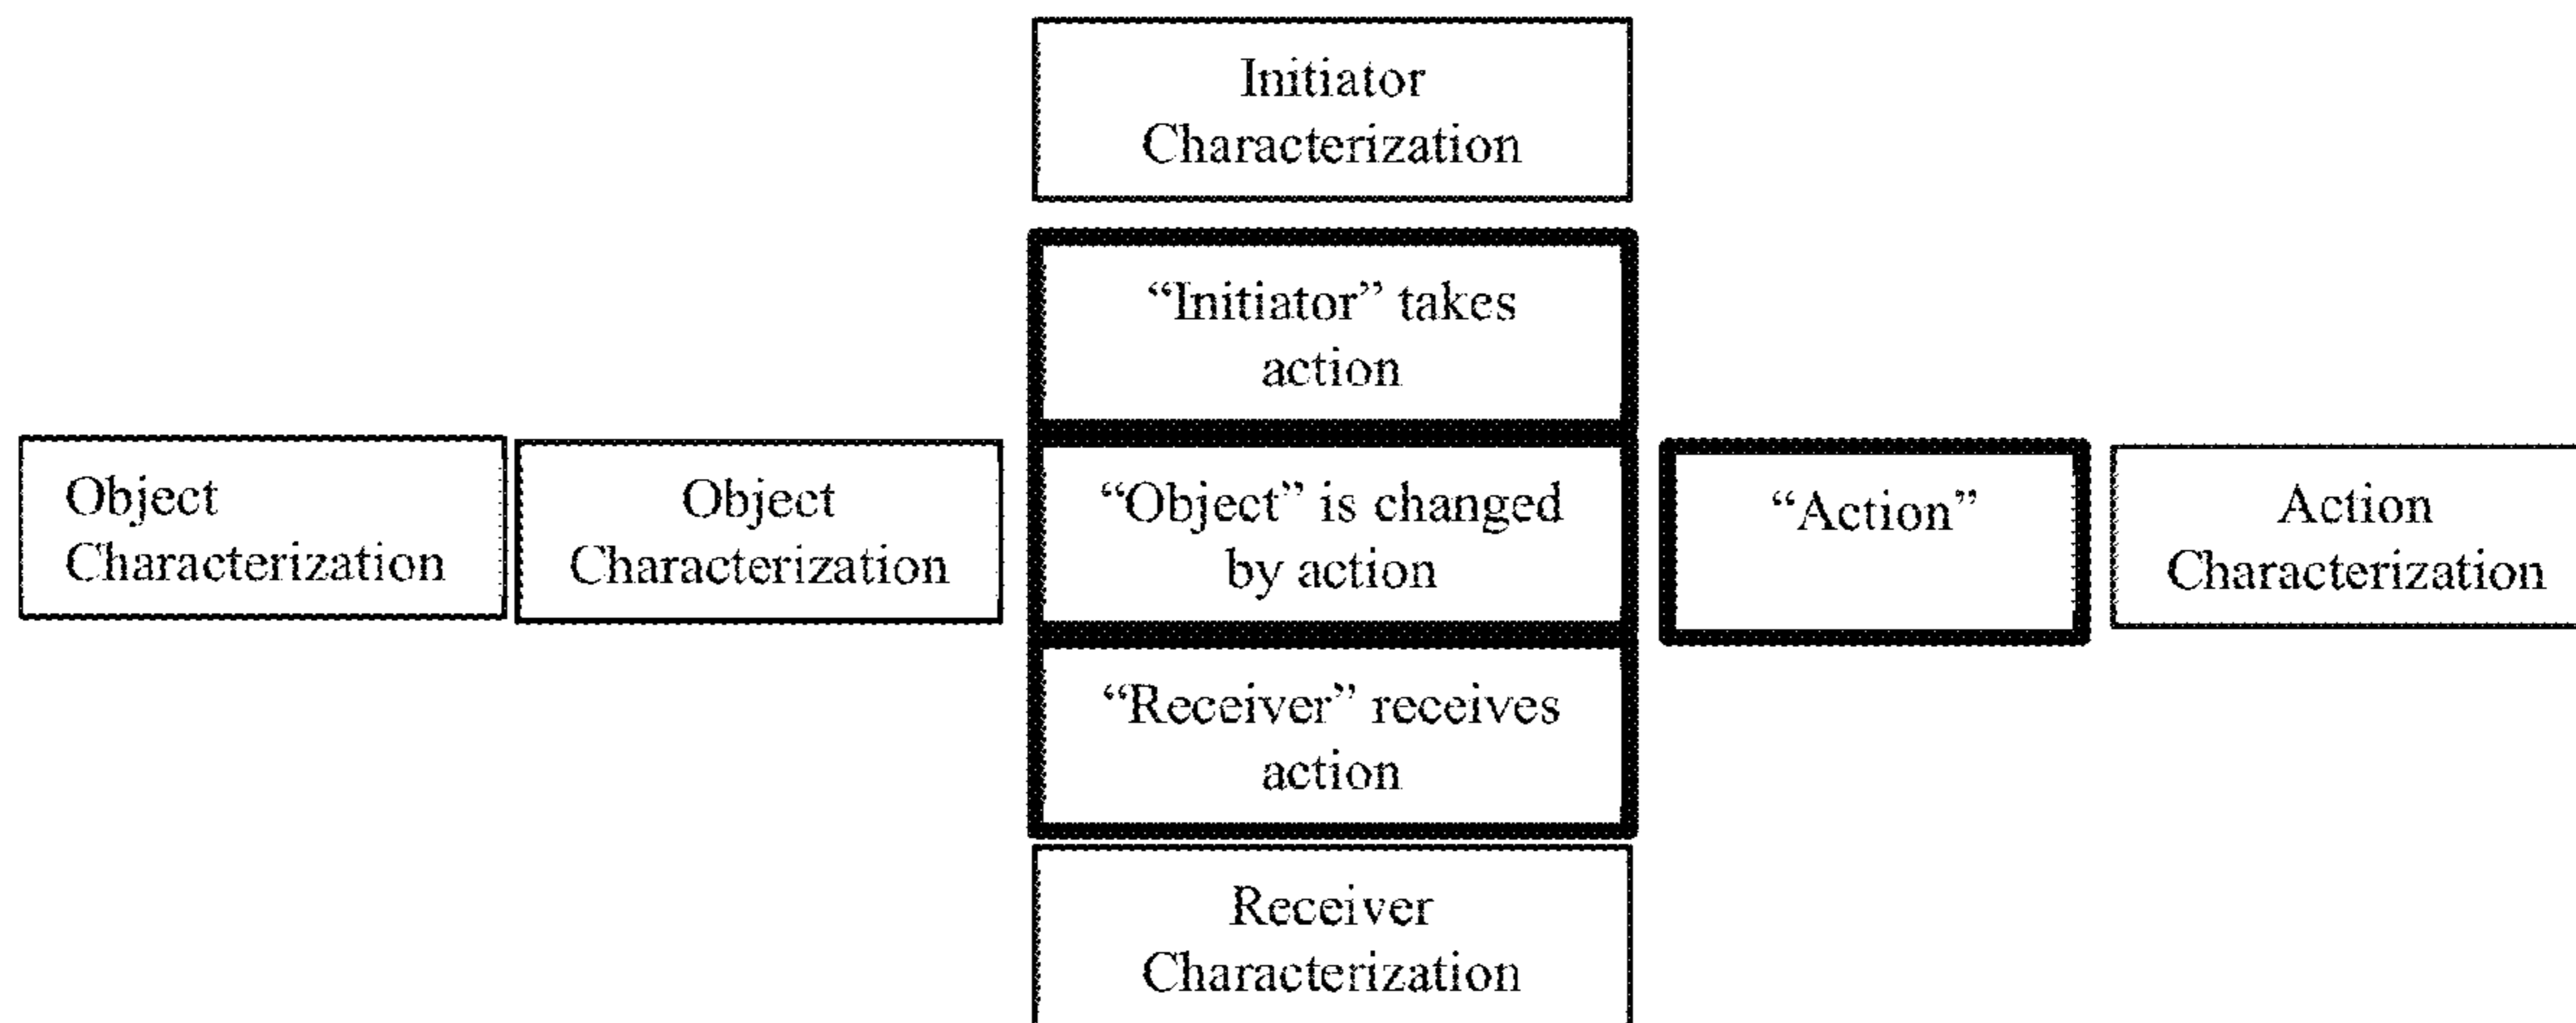 Initiator
Characterization
“Initiator” takes
action
Object
Characterization
Object
Characterization
“Object” is changed
by action
“Action”
Action
Characterization
“Receiver” receives
action
Receiver
Characterization